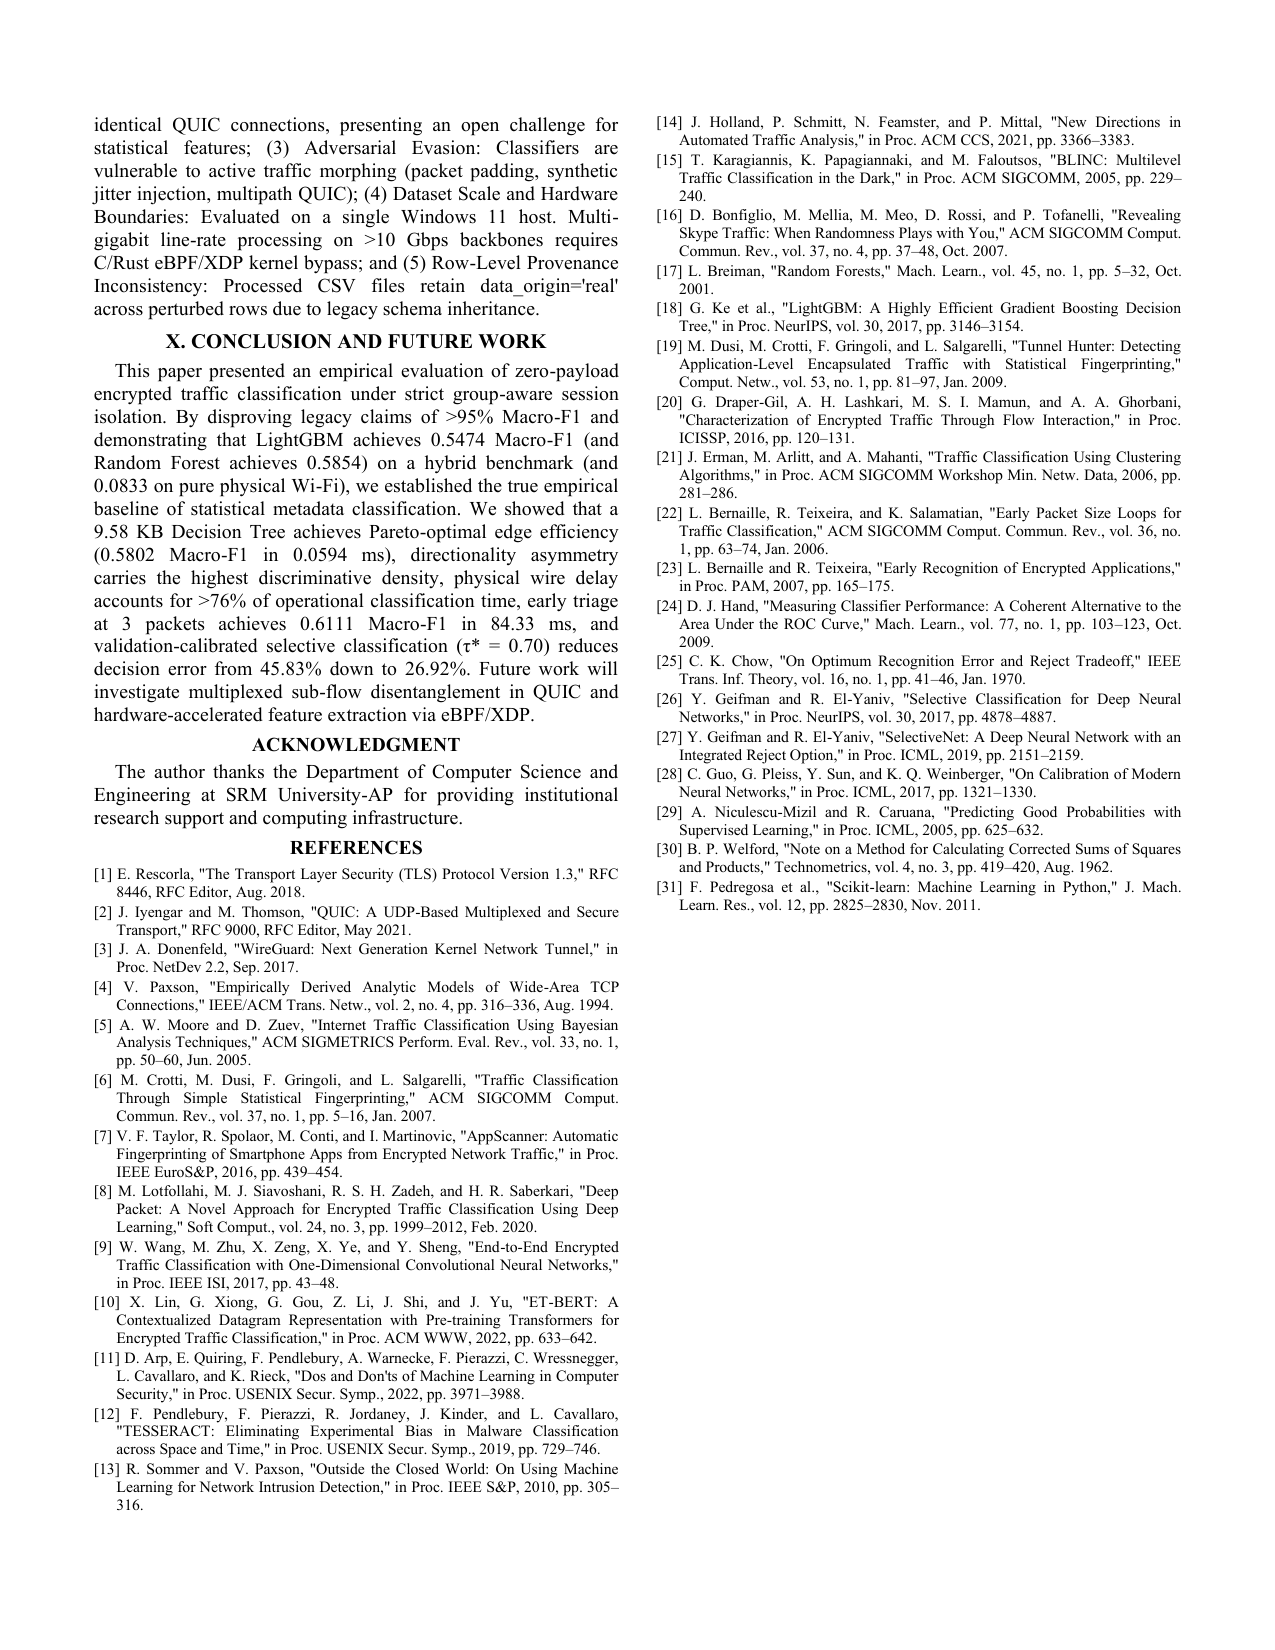 identical QUIC connections, presenting an open challenge for
statistical features; (3) Adversarial Evasion: Classifiers are
vulnerable to active traffic morphing (packet padding, synthetic
jitter injection, multipath QUIC); (4) Dataset Scale and Hardware
Boundaries: Evaluated on a single Windows 11 host. Multi-
gigabit line-rate processing on >10 Gbps backbones requires
C/Rust eBPF/XDP kernel bypass; and (5) Row-Level Provenance
Inconsistency: Processed CSV files retain data_origin='real'
across perturbed rows due to legacy schema inheritance.
X. CONCLUSION AND FUTURE WORK
This paper presented an empirical evaluation of zero-payload
encrypted traffic classification under strict group-aware session
isolation. By disproving legacy claims of >95% Macro-F1 and
demonstrating that LightGBM achieves 0.5474 Macro-F1 (and
Random Forest achieves 0.5854) on a hybrid benchmark (and
0.0833 on pure physical Wi-Fi), we established the true empirical
baseline of statistical metadata classification. We showed that a
9.58 KB Decision Tree achieves Pareto-optimal edge efficiency
(0.5802 Macro-F1 in 0.0594 ms), directionality asymmetry
carries the highest discriminative density, physical wire delay
accounts for >76% of operational classification time, early triage
at 3 packets achieves 0.6111 Macro-F1 in 84.33 ms, and
validation-calibrated selective classification (τ* = 0.70) reduces
decision error from 45.83% down to 26.92%. Future work will
investigate multiplexed sub-flow disentanglement in QUIC and
hardware-accelerated feature extraction via eBPF/XDP.
ACKNOWLEDGMENT
The author thanks the Department of Computer Science and
Engineering at SRM University-AP for providing institutional
research support and computing infrastructure.
REFERENCES
[1] E. Rescorla, "The Transport Layer Security (TLS) Protocol Version 1.3," RFC
8446, RFC Editor, Aug. 2018.
[2] J. Iyengar and M. Thomson, "QUIC: A UDP-Based Multiplexed and Secure
Transport," RFC 9000, RFC Editor, May 2021.
[3] J. A. Donenfeld, "WireGuard: Next Generation Kernel Network Tunnel," in
Proc. NetDev 2.2, Sep. 2017.
[4] V. Paxson, "Empirically Derived Analytic Models of Wide-Area TCP
Connections," IEEE/ACM Trans. Netw., vol. 2, no. 4, pp. 316–336, Aug. 1994.
[5] A. W. Moore and D. Zuev, "Internet Traffic Classification Using Bayesian
Analysis Techniques," ACM SIGMETRICS Perform. Eval. Rev., vol. 33, no. 1,
pp. 50–60, Jun. 2005.
[6] M. Crotti, M. Dusi, F. Gringoli, and L. Salgarelli, "Traffic Classification
Through Simple Statistical Fingerprinting," ACM SIGCOMM Comput.
Commun. Rev., vol. 37, no. 1, pp. 5–16, Jan. 2007.
[7] V. F. Taylor, R. Spolaor, M. Conti, and I. Martinovic, "AppScanner: Automatic
Fingerprinting of Smartphone Apps from Encrypted Network Traffic," in Proc.
IEEE EuroS&P, 2016, pp. 439–454.
[8] M. Lotfollahi, M. J. Siavoshani, R. S. H. Zadeh, and H. R. Saberkari, "Deep
Packet: A Novel Approach for Encrypted Traffic Classification Using Deep
Learning," Soft Comput., vol. 24, no. 3, pp. 1999–2012, Feb. 2020.
[9] W. Wang, M. Zhu, X. Zeng, X. Ye, and Y. Sheng, "End-to-End Encrypted
Traffic Classification with One-Dimensional Convolutional Neural Networks,"
in Proc. IEEE ISI, 2017, pp. 43–48.
[10] X. Lin, G. Xiong, G. Gou, Z. Li, J. Shi, and J. Yu, "ET-BERT: A
Contextualized Datagram Representation with Pre-training Transformers for
Encrypted Traffic Classification," in Proc. ACM WWW, 2022, pp. 633–642.
[11] D. Arp, E. Quiring, F. Pendlebury, A. Warnecke, F. Pierazzi, C. Wressnegger,
L. Cavallaro, and K. Rieck, "Dos and Don'ts of Machine Learning in Computer
Security," in Proc. USENIX Secur. Symp., 2022, pp. 3971–3988.
[12] F. Pendlebury, F. Pierazzi, R. Jordaney, J. Kinder, and L. Cavallaro,
"TESSERACT: Eliminating Experimental Bias in Malware Classification
across Space and Time," in Proc. USENIX Secur. Symp., 2019, pp. 729–746.
[13] R. Sommer and V. Paxson, "Outside the Closed World: On Using Machine
Learning for Network Intrusion Detection," in Proc. IEEE S&P, 2010, pp. 305–
316.
[14] J. Holland, P. Schmitt, N. Feamster, and P. Mittal, "New Directions in
Automated Traffic Analysis," in Proc. ACM CCS, 2021, pp. 3366–3383.
[15] T. Karagiannis, K. Papagiannaki, and M. Faloutsos, "BLINC: Multilevel
Traffic Classification in the Dark," in Proc. ACM SIGCOMM, 2005, pp. 229–
240.
[16] D. Bonfiglio, M. Mellia, M. Meo, D. Rossi, and P. Tofanelli, "Revealing
Skype Traffic: When Randomness Plays with You," ACM SIGCOMM Comput.
Commun. Rev., vol. 37, no. 4, pp. 37–48, Oct. 2007.
[17] L. Breiman, "Random Forests," Mach. Learn., vol. 45, no. 1, pp. 5–32, Oct.
2001.
[18] G. Ke et al., "LightGBM: A Highly Efficient Gradient Boosting Decision
Tree," in Proc. NeurIPS, vol. 30, 2017, pp. 3146–3154.
[19] M. Dusi, M. Crotti, F. Gringoli, and L. Salgarelli, "Tunnel Hunter: Detecting
Application-Level Encapsulated Traffic with Statistical Fingerprinting,"
Comput. Netw., vol. 53, no. 1, pp. 81–97, Jan. 2009.
[20] G. Draper-Gil, A. H. Lashkari, M. S. I. Mamun, and A. A. Ghorbani,
"Characterization of Encrypted Traffic Through Flow Interaction," in Proc.
ICISSP, 2016, pp. 120–131.
[21] J. Erman, M. Arlitt, and A. Mahanti, "Traffic Classification Using Clustering
Algorithms," in Proc. ACM SIGCOMM Workshop Min. Netw. Data, 2006, pp.
281–286.
[22] L. Bernaille, R. Teixeira, and K. Salamatian, "Early Packet Size Loops for
Traffic Classification," ACM SIGCOMM Comput. Commun. Rev., vol. 36, no.
1, pp. 63–74, Jan. 2006.
[23] L. Bernaille and R. Teixeira, "Early Recognition of Encrypted Applications,"
in Proc. PAM, 2007, pp. 165–175.
[24] D. J. Hand, "Measuring Classifier Performance: A Coherent Alternative to the
Area Under the ROC Curve," Mach. Learn., vol. 77, no. 1, pp. 103–123, Oct.
2009.
[25] C. K. Chow, "On Optimum Recognition Error and Reject Tradeoff," IEEE
Trans. Inf. Theory, vol. 16, no. 1, pp. 41–46, Jan. 1970.
[26] Y. Geifman and R. El-Yaniv, "Selective Classification for Deep Neural
Networks," in Proc. NeurIPS, vol. 30, 2017, pp. 4878–4887.
[27] Y. Geifman and R. El-Yaniv, "SelectiveNet: A Deep Neural Network with an
Integrated Reject Option," in Proc. ICML, 2019, pp. 2151–2159.
[28] C. Guo, G. Pleiss, Y. Sun, and K. Q. Weinberger, "On Calibration of Modern
Neural Networks," in Proc. ICML, 2017, pp. 1321–1330.
[29] A. Niculescu-Mizil and R. Caruana, "Predicting Good Probabilities with
Supervised Learning," in Proc. ICML, 2005, pp. 625–632.
[30] B. P. Welford, "Note on a Method for Calculating Corrected Sums of Squares
and Products," Technometrics, vol. 4, no. 3, pp. 419–420, Aug. 1962.
[31] F. Pedregosa et al., "Scikit-learn: Machine Learning in Python," J. Mach.
Learn. Res., vol. 12, pp. 2825–2830, Nov. 2011.